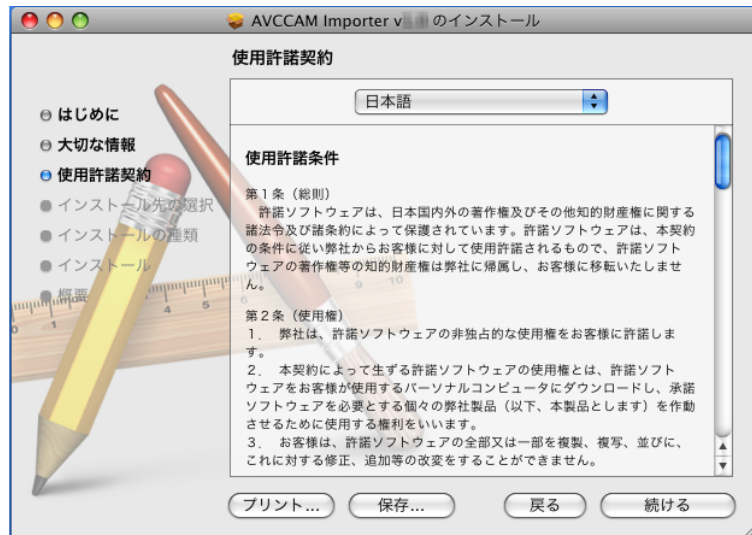 AVCCAM Importer v のインストール
使用許諾契約
はじめに
大切な情報
使用許諾契約
インストール先の選択
インストールの種類
インストール
概要
日本語
使用許諾条件
第1条（総則）
許諾ソフトウェアは、日本国内外の著作権及びその他知的財産権に関する
諸法令及び諸条約によって保護されています。許諾ソフトウェアは、本契約
の条件に従い弊社からお客様に対して使用許諾されるもので、許諾ソフト
ウェアの著作権等の知的財産権は弊社に帰属し、お客様に移転いたしませ
ん。
第2条（使用権）
1． 弊社は、許諾ソフトウェアの非独占的な使用権をお客様に許諾しま
す。
2． 本契約によって生ずる許諾ソフトウェアの使用権とは、許諾ソフト
ウェアをお客様が使用するパーソナルコンピュータにダウンロードし、承諾
ソフトウェアを必要とする個々の弊社製品（以下、本製品とします）を作動
させるために使用する権利をいいます。
3． お客様は、許諾ソフトウェアの全部又は一部を複製、複写、並びに、
これに対する修正、追加等の改変をすることができません。
プリント... 保存... 戻る 続ける